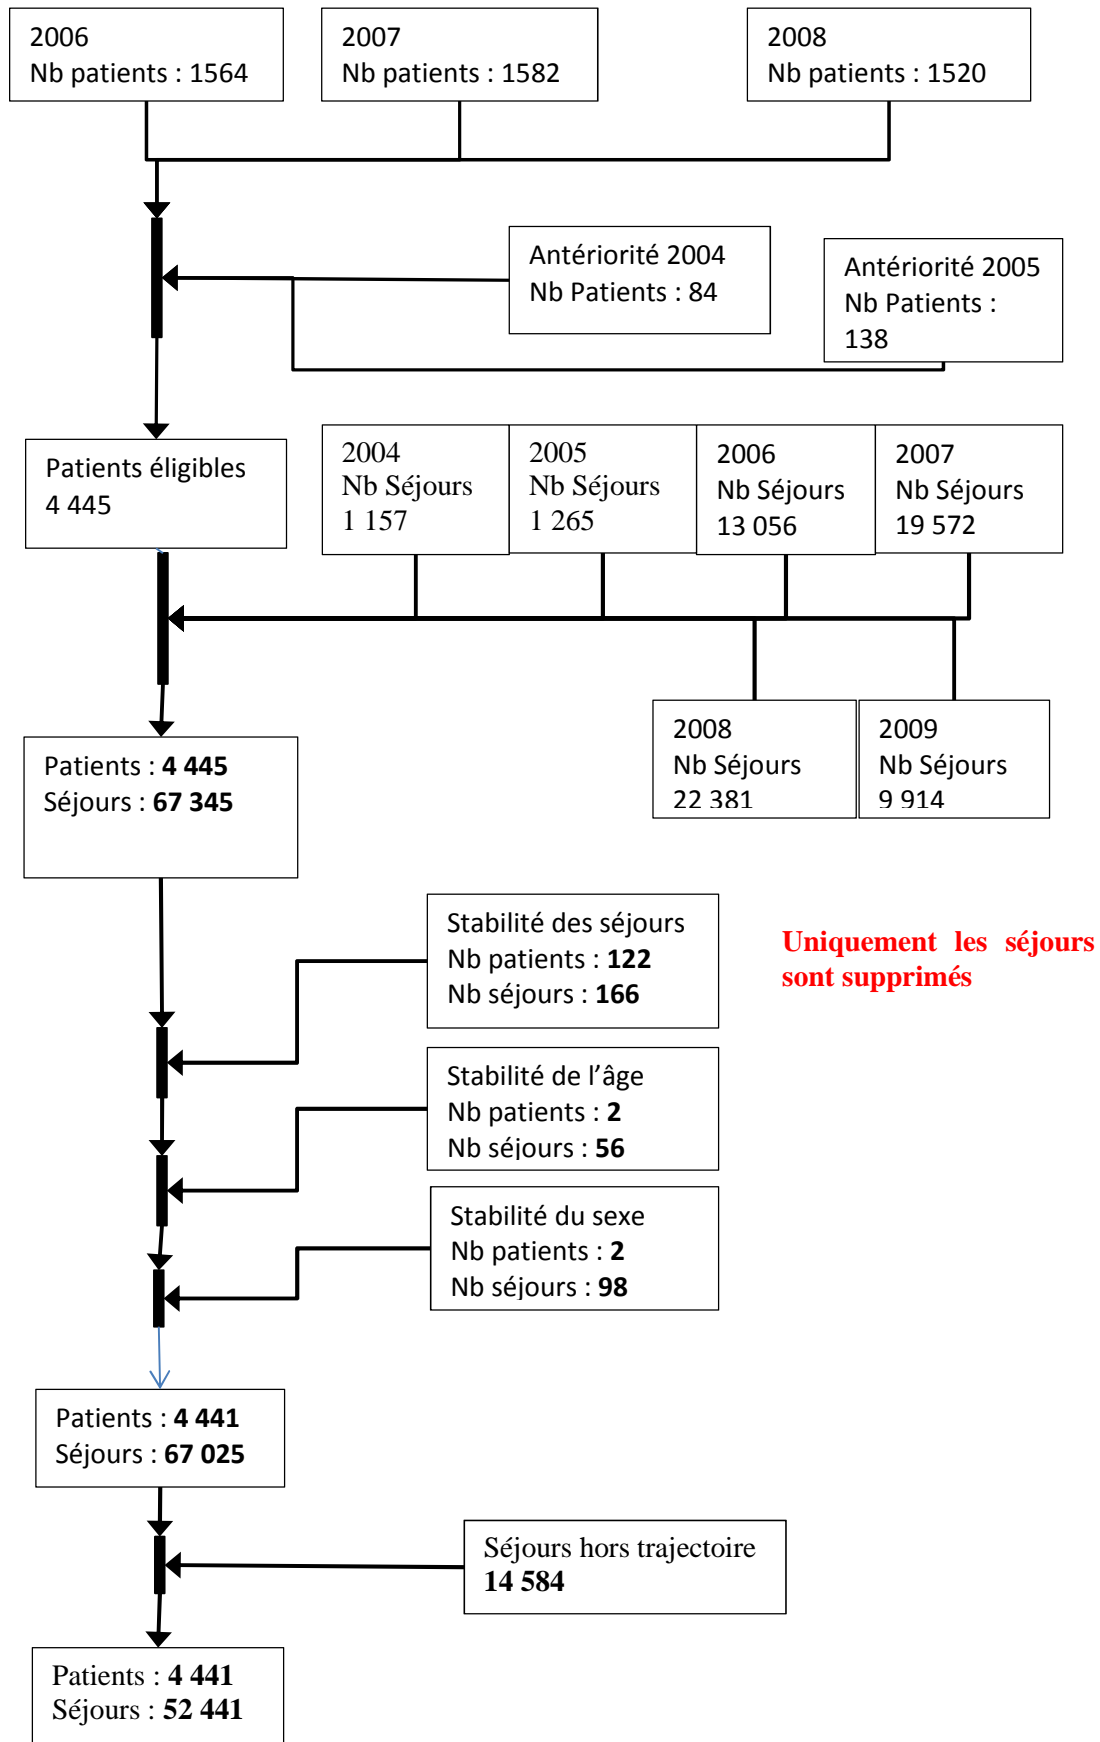 2006
Nb patients : 1564
2007
Nb patients : 1582
2008
Nb patients : 1520
Antériorité 2004
Nb Patients : 84
Antériorité 2005
Nb Patients :
138
Patients éligibles
4 445
2004
Nb Séjours
1 157
2005
Nb Séjours
1 265
2006
Nb Séjours
13 056
2007
Nb Séjours
19 572
2008
Nb Séjours
22 381
2009
Nb Séjours
9 914
Patients : 4 445
Séjours : 67 345
Stabilité des séjours
Nb patients : 122
Nb séjours : 166
Uniquement les séjours
sont supprimés
Stabilité de l’âge
Nb patients : 2
Nb séjours : 56
Stabilité du sexe
Nb patients : 2
Nb séjours : 98
Patients : 4 441
Séjours : 67 025
Séjours hors trajectoire
14 584
Patients : 4 441
Séjours : 52 441